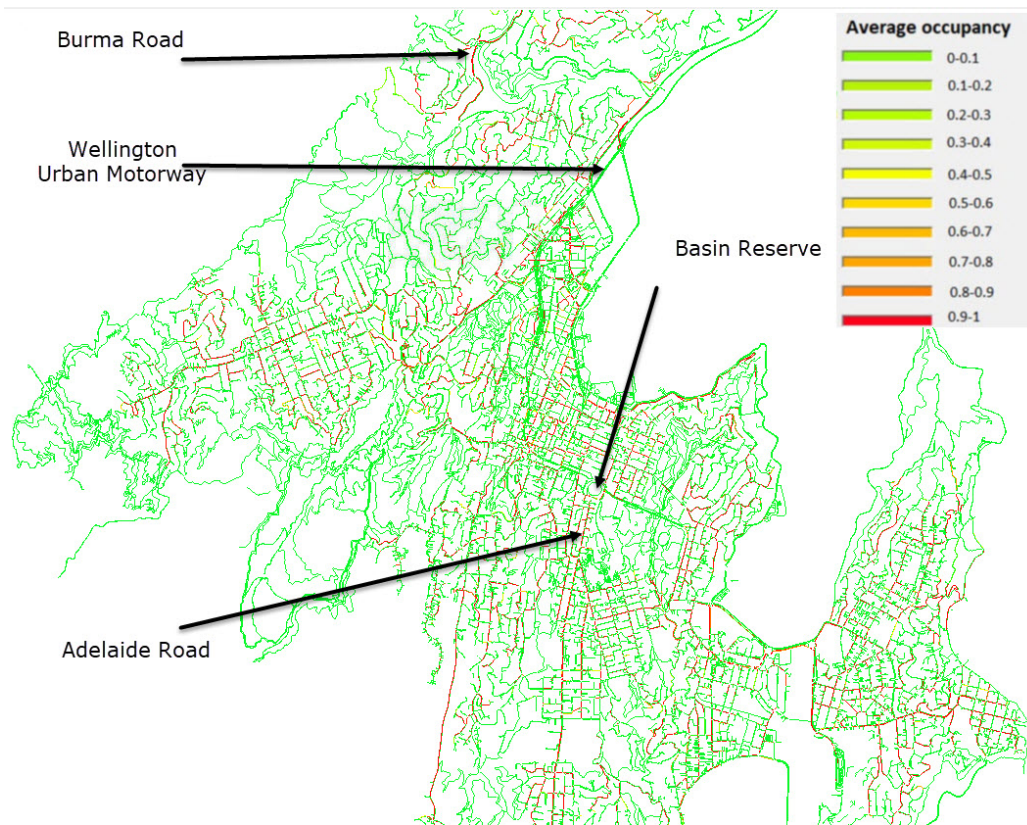 Burma Road
Wellington
Urban Motorway
Basin Reserve
Adelaide Road
Average occupancy
0-0.1
0.1-0.2
0.2-0.3
0.3-0.4
0.4-0.5
0.5-0.6
0.6-0.7
0.7-0.8
0.8-0.9
0.9-1